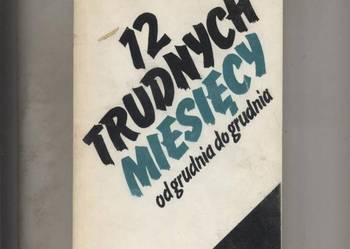 12
TRUDNYCH
MIESIĘCY
od grudnia do grudnia